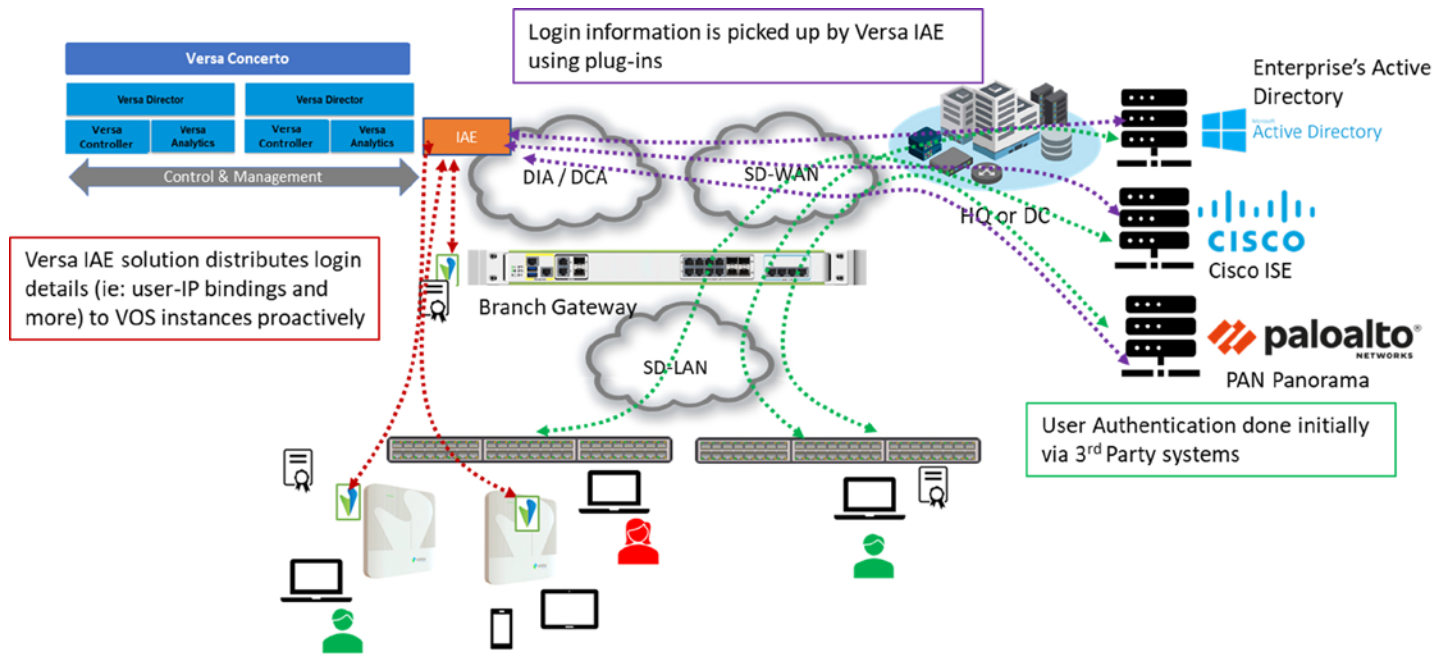 Login information is picked up by Versa IAE
using plug-ins
Versa Concerto
Versa Director
Versa Director
Versa
Controller
Versa
Analytics
Versa
Controller
Versa
Analytics
Control & Management
IAE
DIA / DCA
SD-WAN
HQ or DC
Enterprise's Active
Directory
Microsoft
Active Directory
CISCO
Cisco ISE
paloalto®
NETWORKS
PAN Panorama
Versa IAE solution distributes login
details (ie: user-IP bindings and
more) to VOS instances proactively
Branch Gateway
SD-LAN
User Authentication done initially
via 3rd Party systems